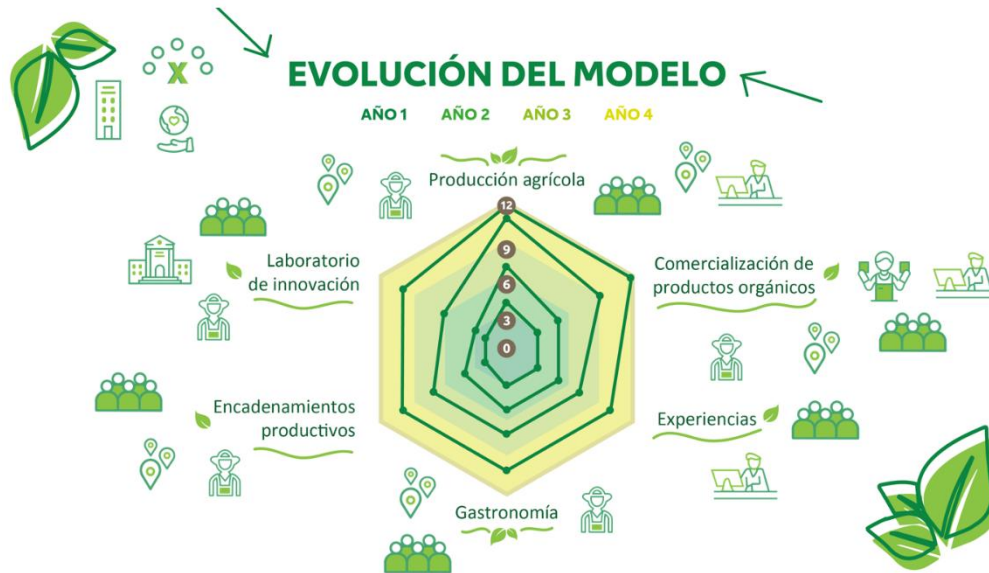 X
EVOLUCIÓN DEL MODELO
AÑO 1 AÑO 2 AÑO 3 AÑO 4
Producción agrícola
12
9
6
3
0
Laboratorio
de innovación
Comercialización de
productos orgánicos
Encadenamientos
productivos
Experiencias
Gastronomía